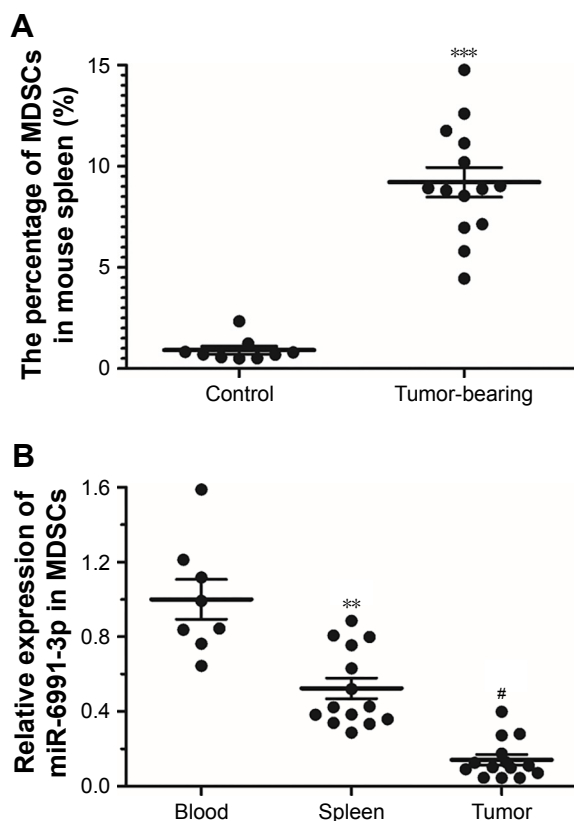 A
The percentage of MDSCs
in mouse spleen (%)
15
10
5
0
***
Control
Tumor-bearing
B
Relative expression of
miR-6991-3p in MDSCs
1.6
1.2
0.8
0.4
0.0
**
#
Blood
Spleen
Tumor